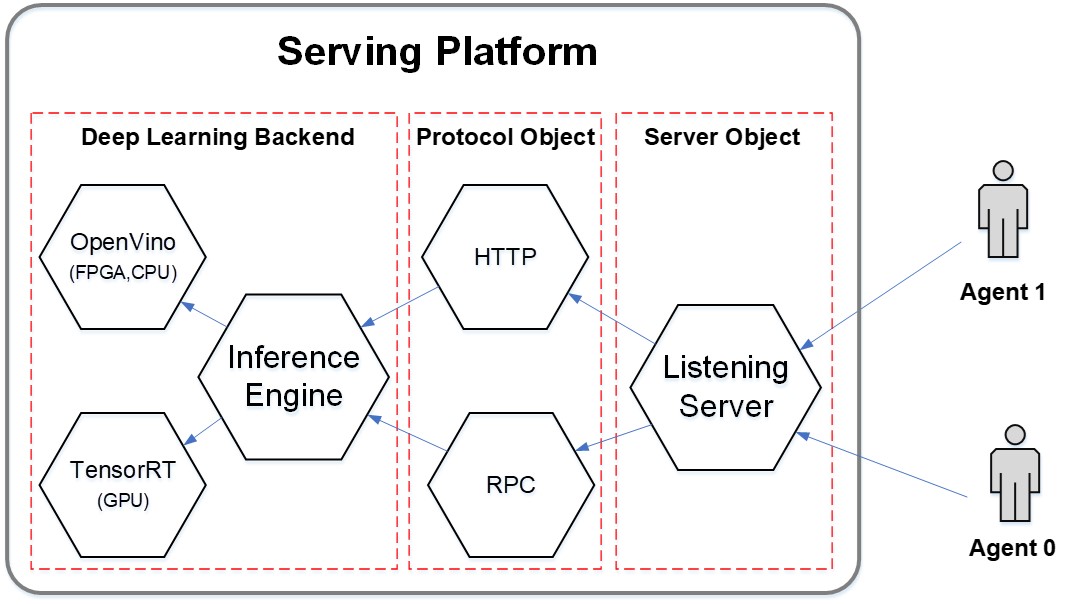 Serving Platform
Deep Learning Backend
Protocol Object
Server Object
OpenVino
(FPGA,CPU)
HTTP
Agent 1
Inference
Engine
Listening
Server
TensorRT
(GPU)
RPC
Agent 0